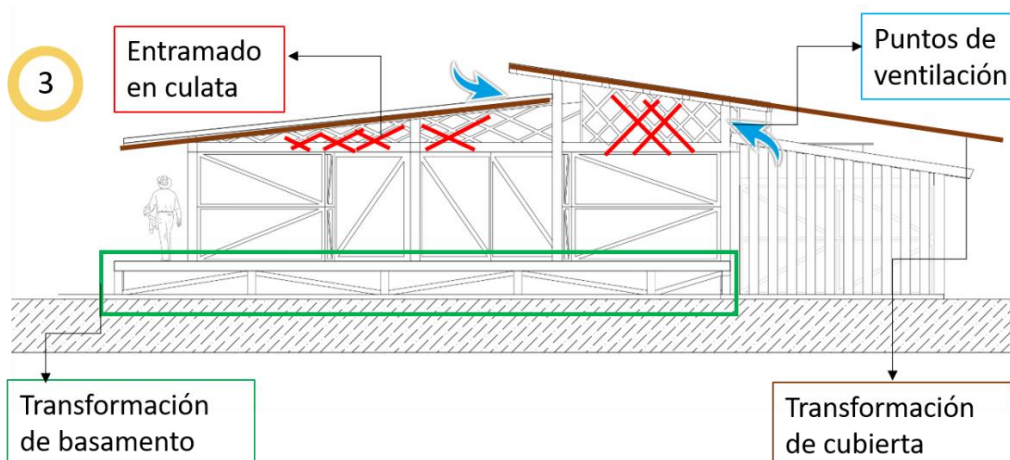 3
Entramado
en culata
Puntos de
ventilación
Transformación
de basamento
Transformación
de cubierta